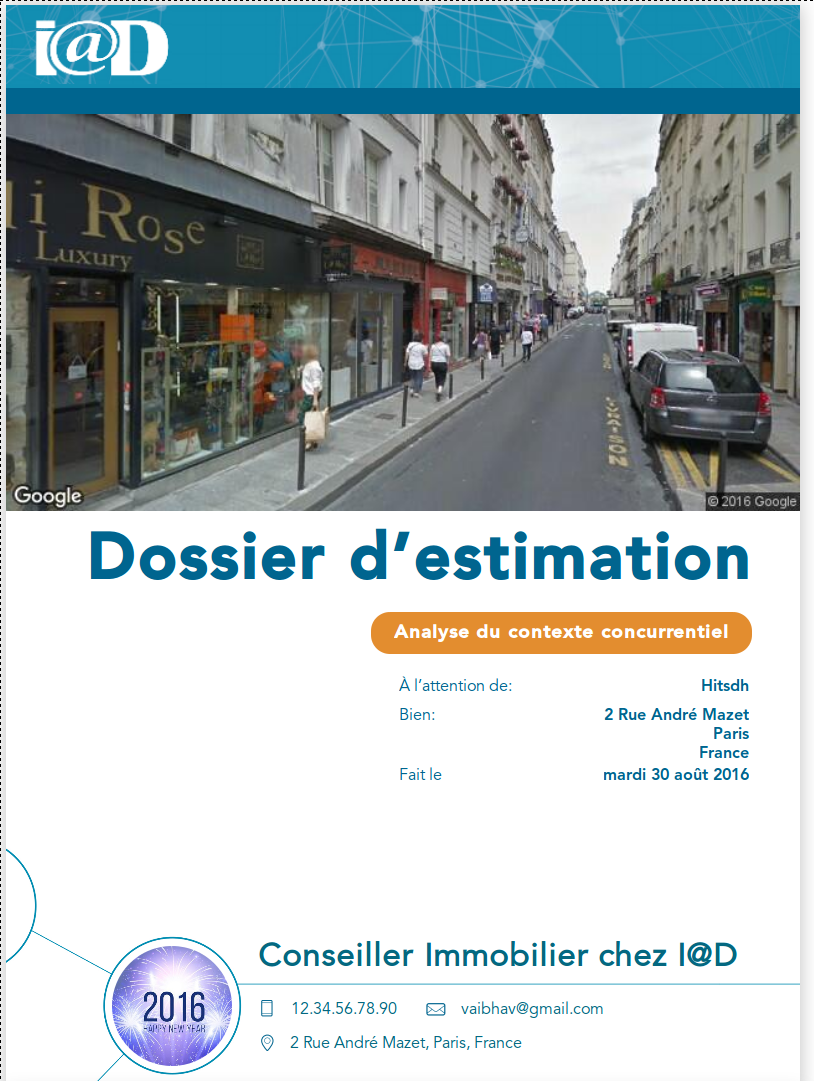 i@D
li Rose
Luxury
LIVRAISON
Google
© 2016 Google
Dossier d’estimation
Analyse du contexte concurrentiel
À l’attention de: Hitsdh
Bien: 2 Rue André Mazet
Paris
France
Fait le mardi 30 août 2016
Conseiller Immobilier chez I@D
2016
HAPPY NEW YEAR
12.34.56.78.90 vaibhav@gmail.com
2 Rue André Mazet, Paris, France